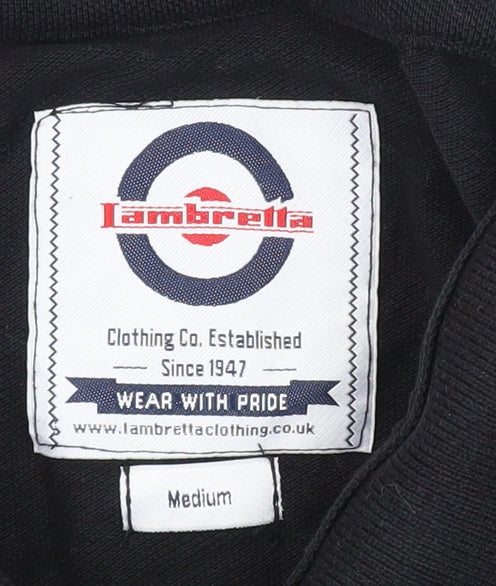 Lambretta
Clothing Co. Established
Since 1947
WEAR WITH PRIDE
www.lambrettaclothing.co.uk
Medium